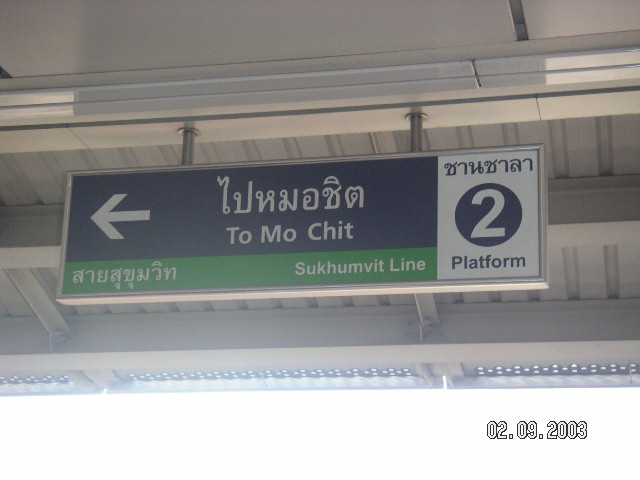 ไปหมอชิต
To Mo Chit
สายสุขุมวิท
Sukhumvit Line
ชานชาลา
2
Platform
02.09.2003